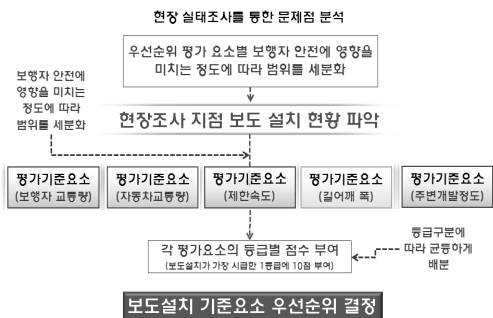 현장 실태조사를 통한 문제점 분석
우선순위 평가 요소별 보행자 안전에 영향을
미치는 정도에 따라 범위를 세분화
보행자 안전에
영향을 미치는
정도에 따라
범위를 세분화
현장조사 지점 보도 설치 현황 파악
평가기준요소
(보행자 교통량)
평가기준요소
(자동차교통량)
평가기준요소
(제한속도)
평가기준요소
(길어깨 폭)
평가기준요소
(주변개발정도)
각 평가요소의 등급별 점수 부여
(보도설치가 가장 시급한 1등급에 10점 부여)
등급구분에
따라 균등하게
배분
보도설치 기준요소 우선순위 결정